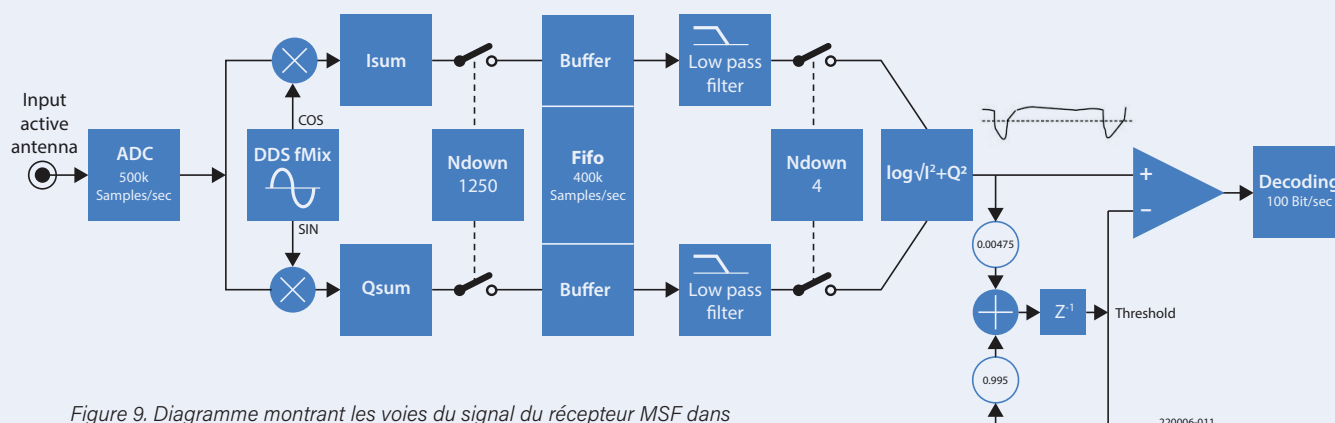 Input
active
antenna
ADC
500k
Samples/sec
COS
DDS fMix
SIN
Isum
Qsum
Ndown
1250
Buffer
Fifo
400k
Samples/sec
Buffer
Low pass
filter
Low pass
filter
Ndown
4
log√I²+Q²
0.00475
Z⁻¹
Threshold
0.995
+
−
Decoding
100 Bit/sec
220006-011
Figure 9. Diagramme montrant les voies du signal du récepteur MSF dans